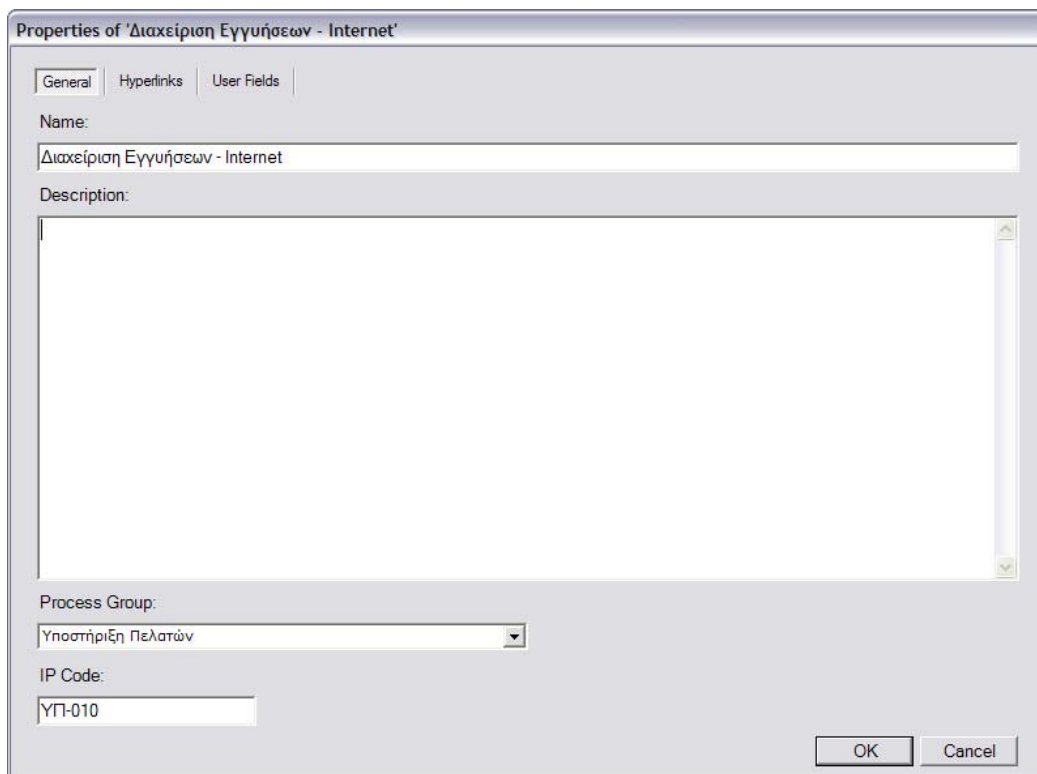 Properties of 'Διαχείριση Εγγυήσεων - Internet'
General Hyperlinks User Fields
Name:
Διαχείριση Εγγυήσεων - Internet
Description:
Process Group:
Υποστήριξη Πελατών
IP Code:
ΥΠ-010
OK Cancel